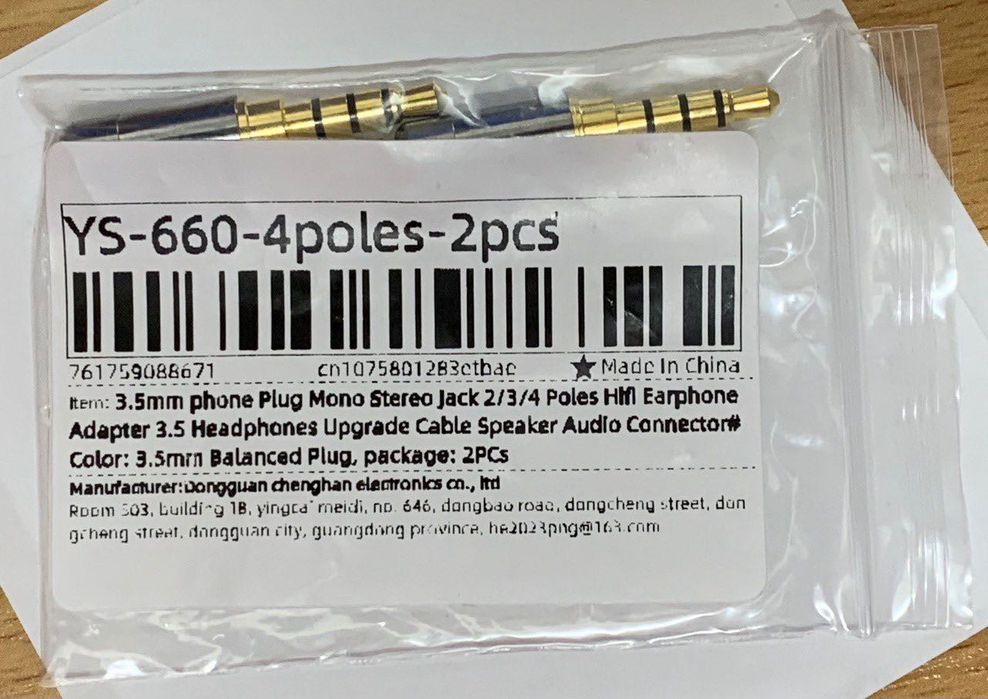 YS-660-4poles-2pcs
761759088671 cn1075801283etbae ★Made In China
Item: 3.5mm phone Plug Mono Stereo Jack 2/3/4 Poles Hifi Earphone
Adapter 3.5 Headphones Upgrade Cable Speaker Audio Connector#
Color: 3.5mm Balanced Plug, package: 2PCs
Manufacturer:Dongguan chenghan electronics co., ltd
Room 503, building 1B, yingcai meidi, no. 646, dongbao road, dongcheng street, don
gcheng street, dongguan city, guangdong province, he2023png@163.com